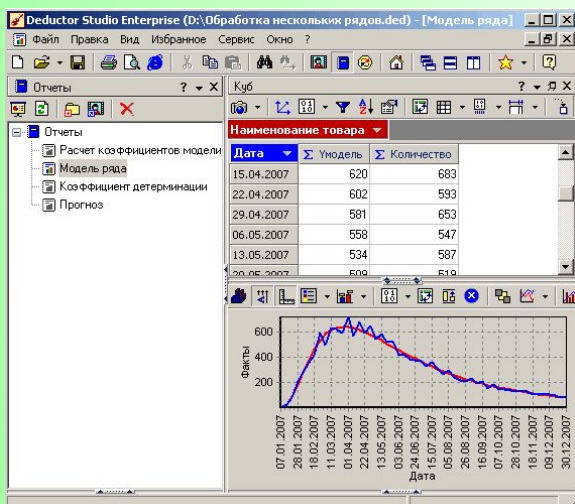 Deductor Studio Enterprise (D:\Обработка нескольких рядов.ded) - [Модель ряда]
Файл Правка Вид Избранное Сервис Окно ?
Отчеты ?
Куб ?
Отчеты
Расчет коэффициентов модели
Модель ряда
Коэффициент детерминации
Прогноз
Наименование товара
Дата Σ Yмодель Σ Количество
15.04.2007 620 683
22.04.2007 602 593
29.04.2007 581 653
06.05.2007 558 547
13.05.2007 534 587
20.05.2007 509 519
Факты
600
400
200
07.01.2007
28.01.2007
18.02.2007
11.03.2007
01.04.2007
22.04.2007
13.05.2007
03.06.2007
24.06.2007
15.07.2007
05.08.2007
26.08.2007
16.09.2007
07.10.2007
28.10.2007
18.11.2007
09.12.2007
30.12.2007
Дата